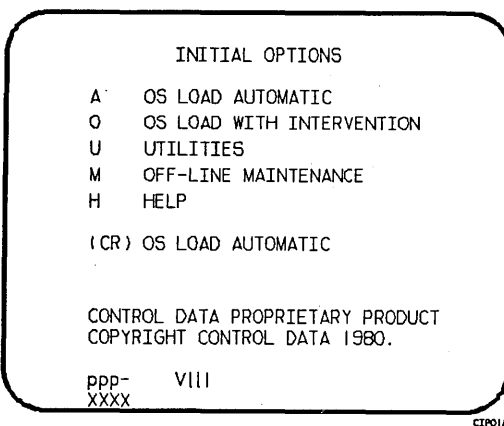 INITIAL OPTIONS
A OS LOAD AUTOMATIC
O OS LOAD WITH INTERVENTION
U UTILITIES
M OFF-LINE MAINTENANCE
H HELP
(CR) OS LOAD AUTOMATIC
CONTROL DATA PROPRIETARY PRODUCT
COPYRIGHT CONTROL DATA 1980.
ppp- VIII
XXXX